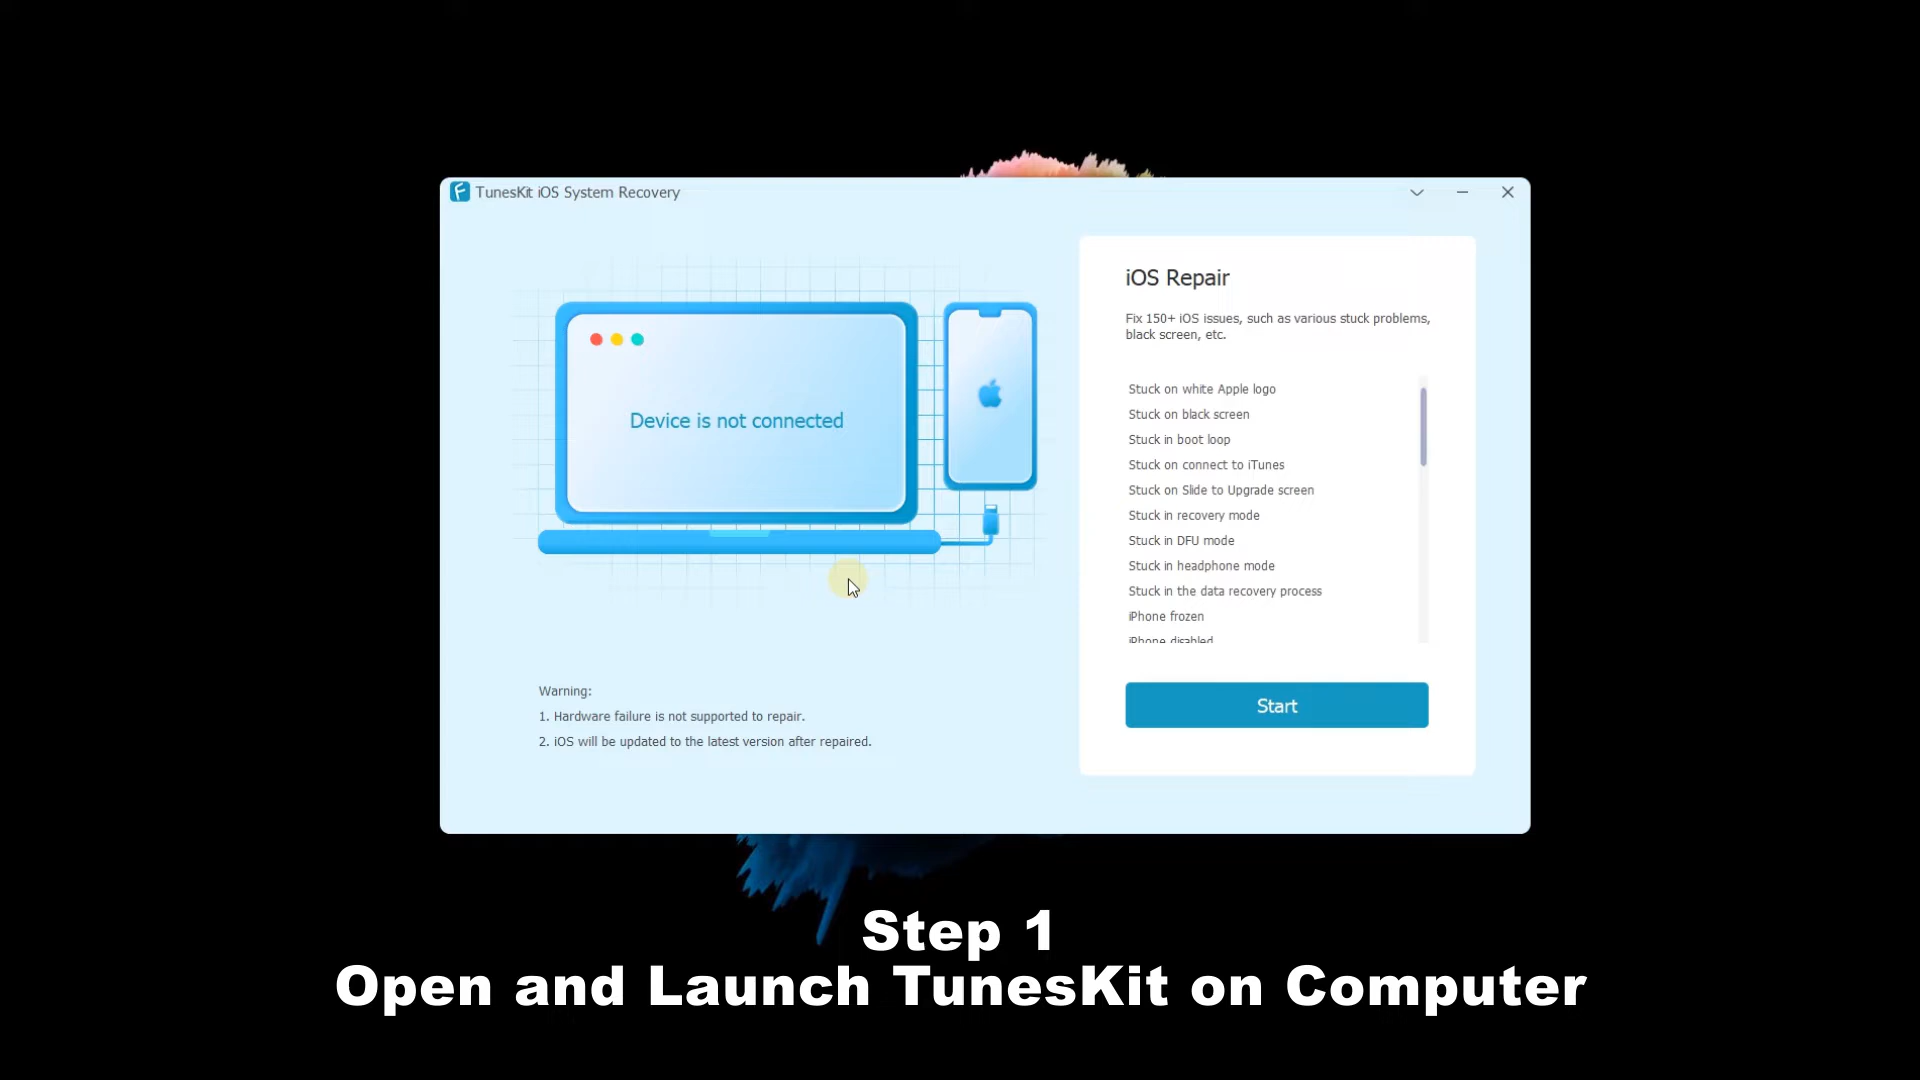 TunesKit iOS System Recovery
Device is not connected
Warning:
1. Hardware failure is not supported to repair.
2. iOS will be updated to the latest version after repaired.
iOS Repair
Fix 150+ iOS issues, such as various stuck problems,
black screen, etc.
Stuck on white Apple logo
Stuck on black screen
Stuck in boot loop
Stuck on connect to iTunes
Stuck on Slide to Upgrade screen
Stuck in recovery mode
Stuck in DFU mode
Stuck in headphone mode
Stuck in the data recovery process
iPhone frozen
iPhone disabled
Start
Step 1
Open and Launch TunesKit on Computer